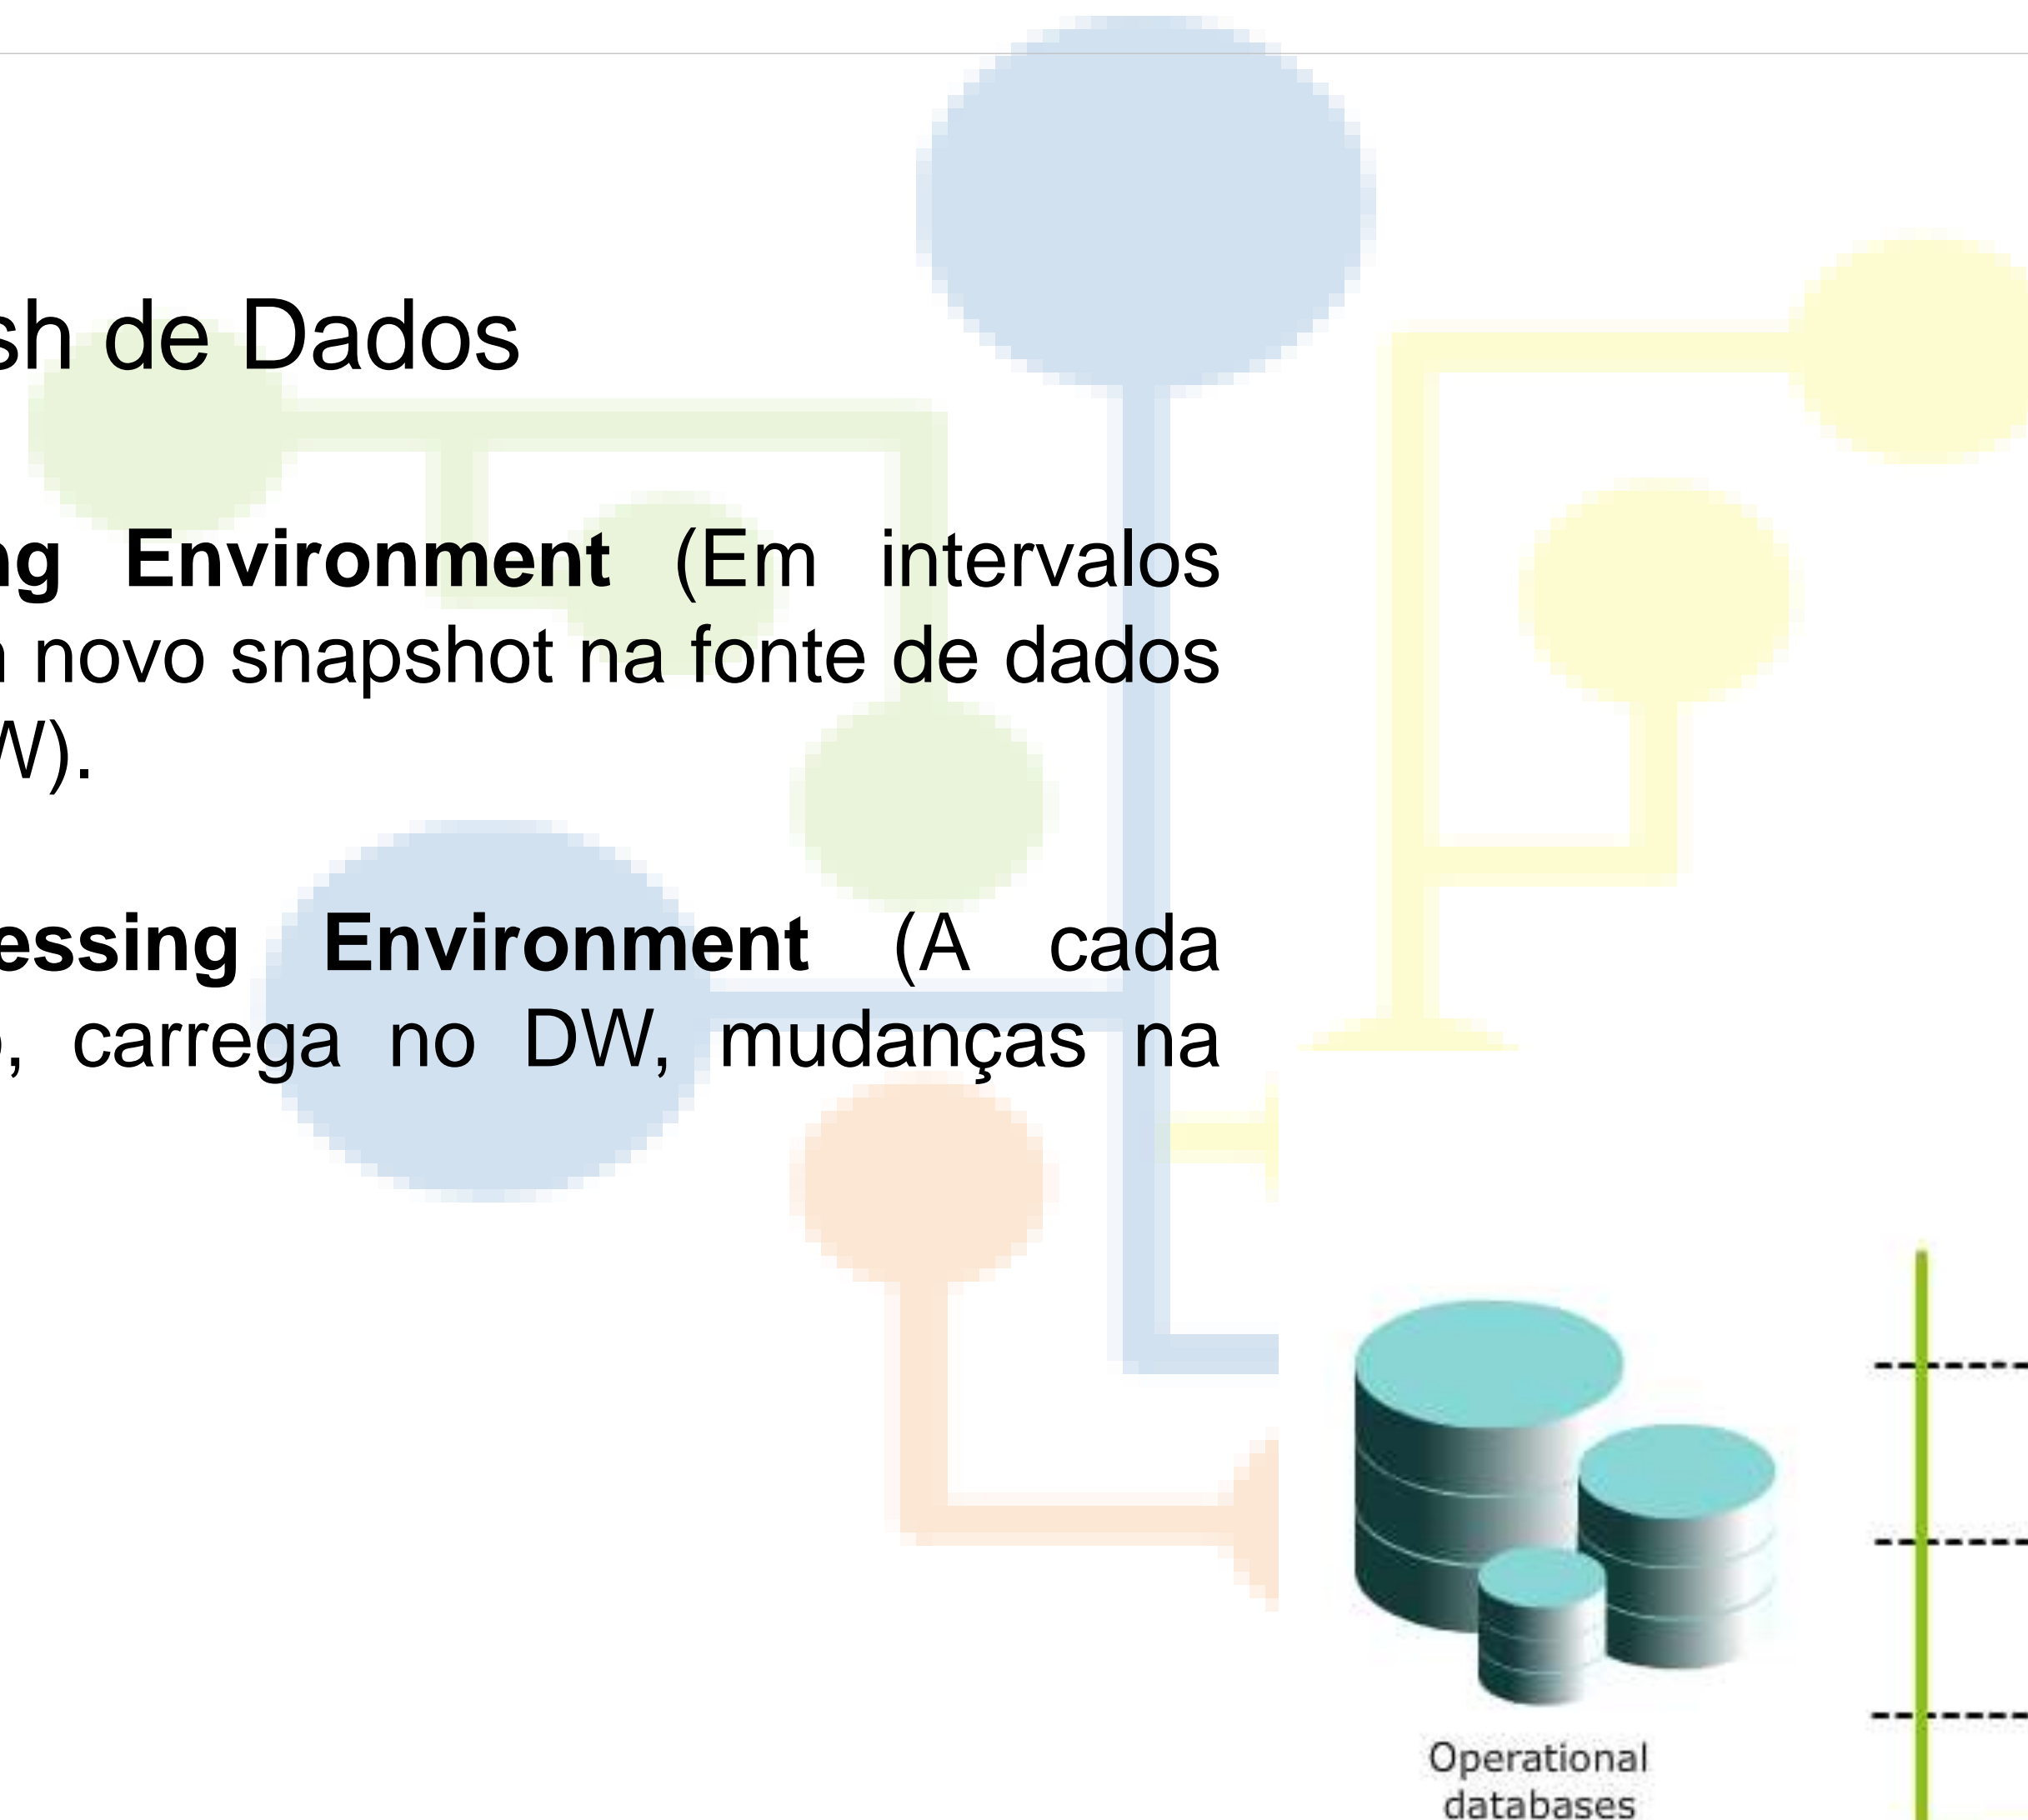 sh de Dados
ng Environment (Em intervalos
novo snapshot na fonte de dados
W).
essing Environment (A cada
, carrega no DW, mudanças na
Operational
databases